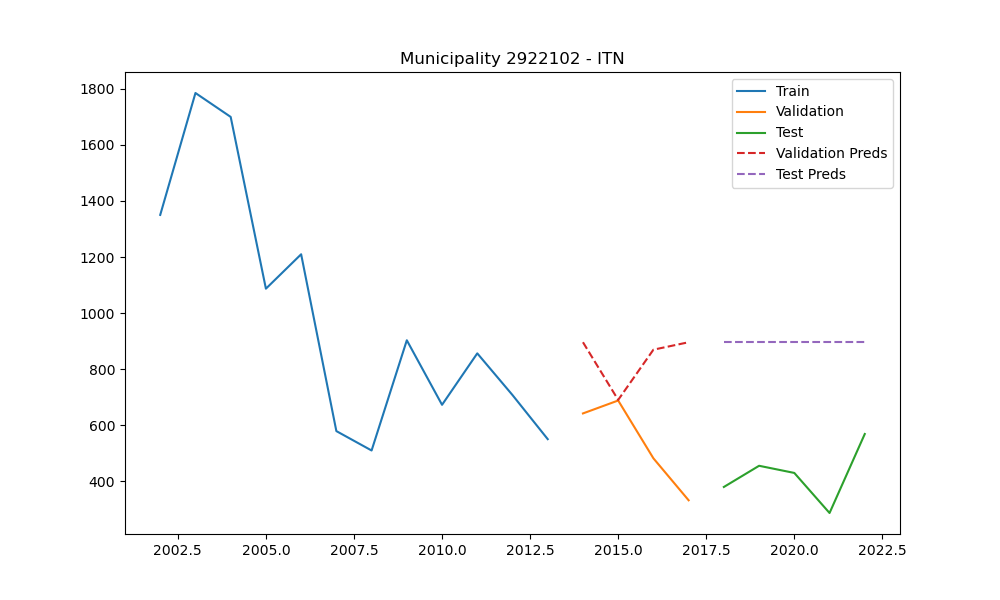 Municipality 2922102 - ITN
Train
Validation
Test
Validation Preds
Test Preds
1800
1600
1400
1200
1000
800
600
400
2002.5 2005.0 2007.5 2010.0 2012.5 2015.0 2017.5 2020.0 2022.5